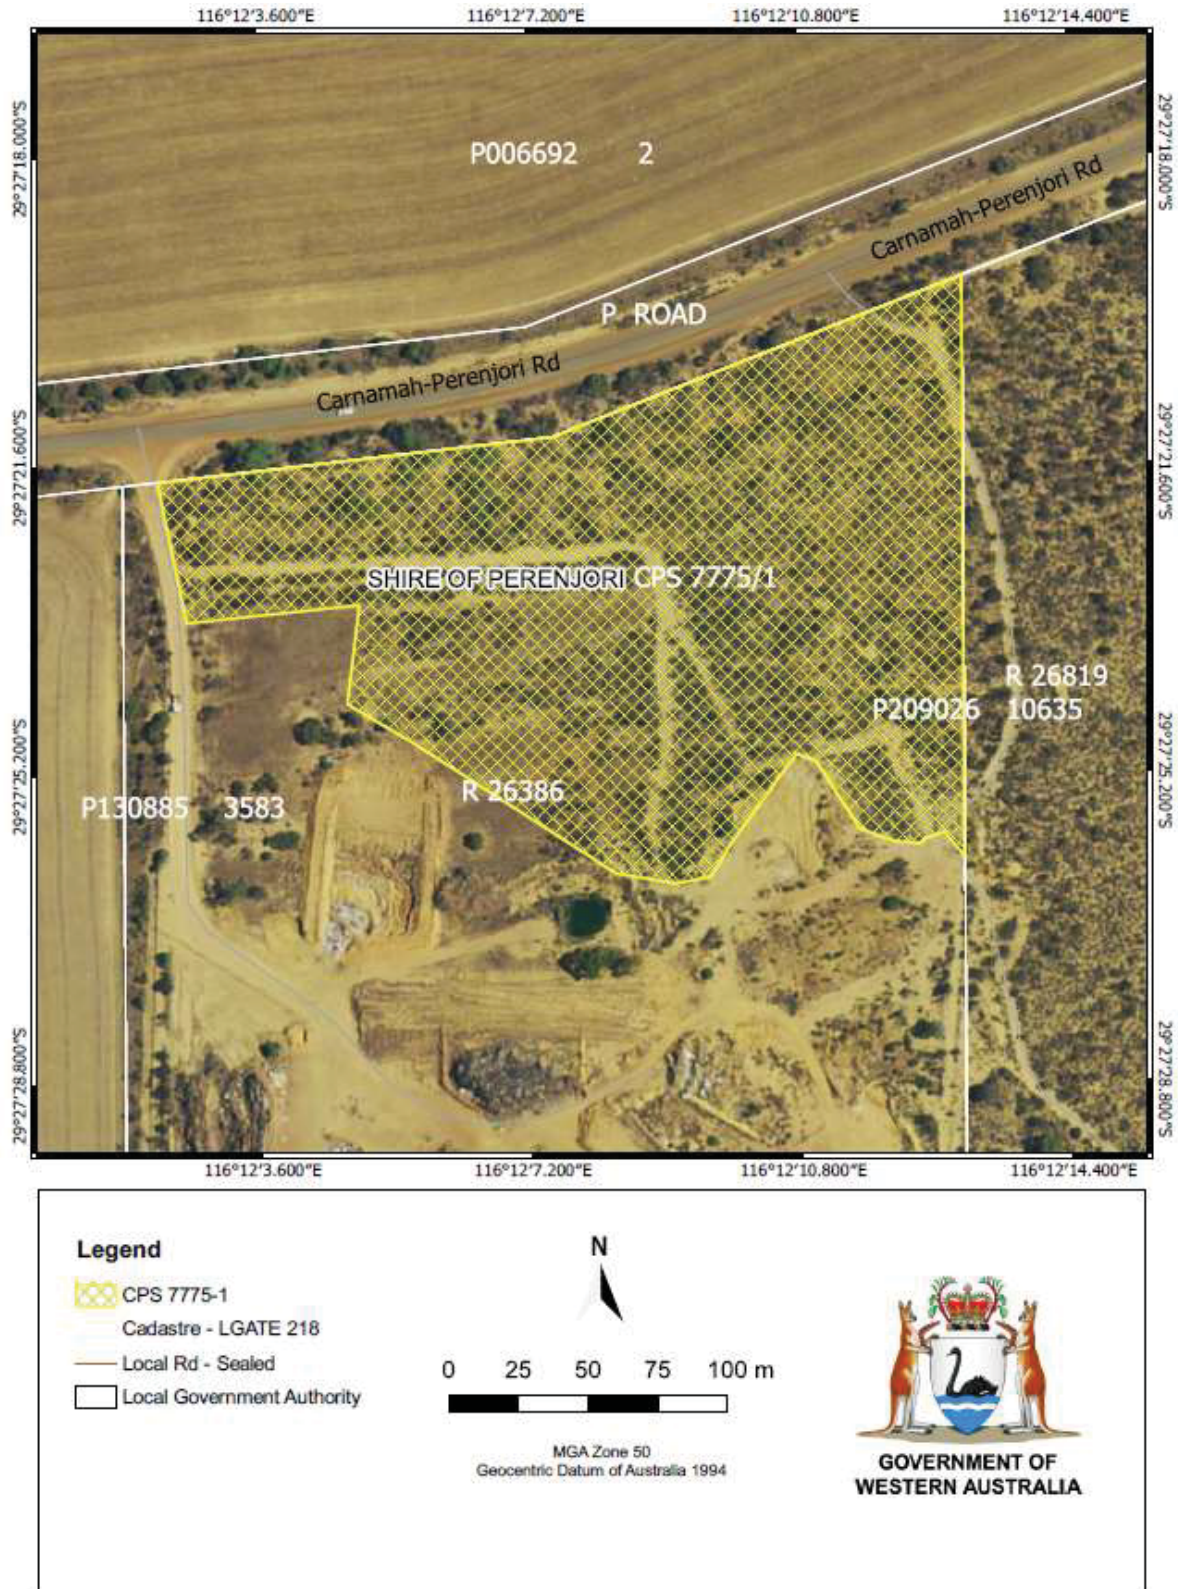 116°12'3.600"E 116°12'7.200"E 116°12'10.800"E 116°12'14.400"E
29°27'18.000"S
29°27'18.000"S
P006692 2
Carnamah-Perenjori Rd
P ROAD
Carnamah-Perenjori Rd
29°27'21.600"S
29°27'21.600"S
SHIRE OF PERENJORI CPS 7775/1
R 26819
P209026 10635
29°27'25.200"S
29°27'25.200"S
R 26386
P130885 3583
29°27'28.800"S
29°27'28.800"S
116°12'3.600"E 116°12'7.200"E 116°12'10.800"E 116°12'14.400"E
Legend
CPS 7775-1
Cadastre - LGATE 218
Local Rd - Sealed
Local Government Authority
N
0 25 50 75 100 m
MGA Zone 50
Geocentric Datum of Australia 1994
GOVERNMENT OF
WESTERN AUSTRALIA